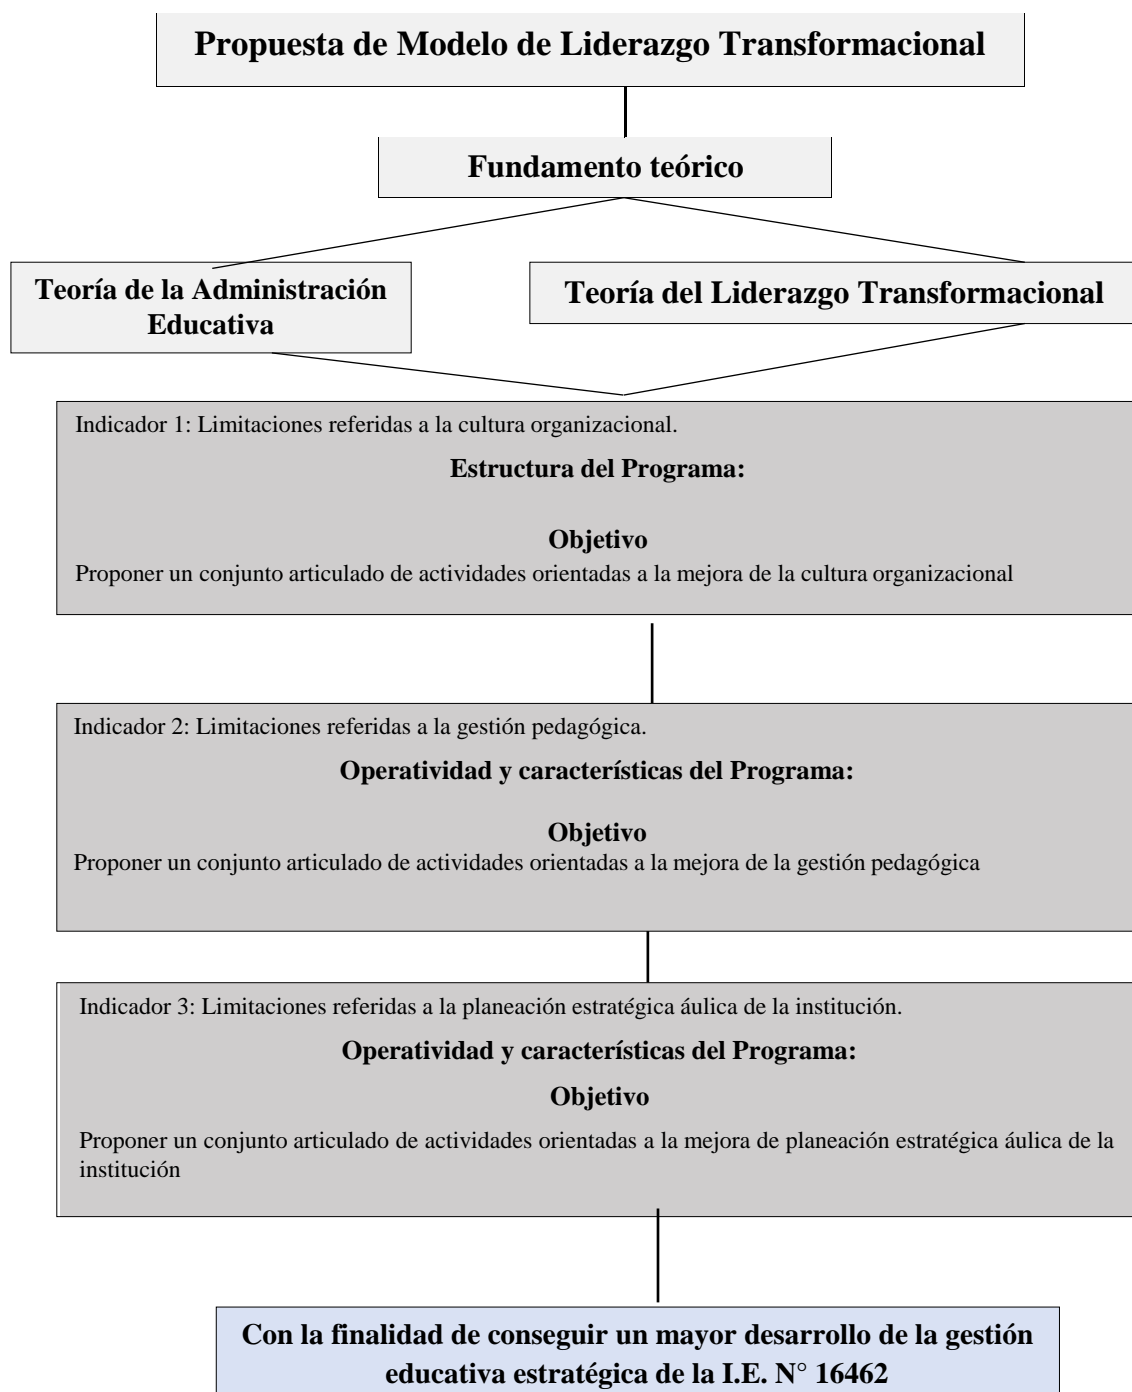 Propuesta de Modelo de Liderazgo Transformacional
Fundamento teórico
Teoría de la Administración
Educativa
Teoría del Liderazgo Transformacional
Indicador 1: Limitaciones referidas a la cultura organizacional.
Estructura del Programa:
Objetivo
Proponer un conjunto articulado de actividades orientadas a la mejora de la cultura organizacional
Indicador 2: Limitaciones referidas a la gestión pedagógica.
Operatividad y características del Programa:
Objetivo
Proponer un conjunto articulado de actividades orientadas a la mejora de la gestión pedagógica
Indicador 3: Limitaciones referidas a la planeación estratégica áulica de la institución.
Operatividad y características del Programa:
Objetivo
Proponer un conjunto articulado de actividades orientadas a la mejora de planeación estratégica áulica de la
institución
Con la finalidad de conseguir un mayor desarrollo de la gestión
educativa estratégica de la I.E. N° 16462